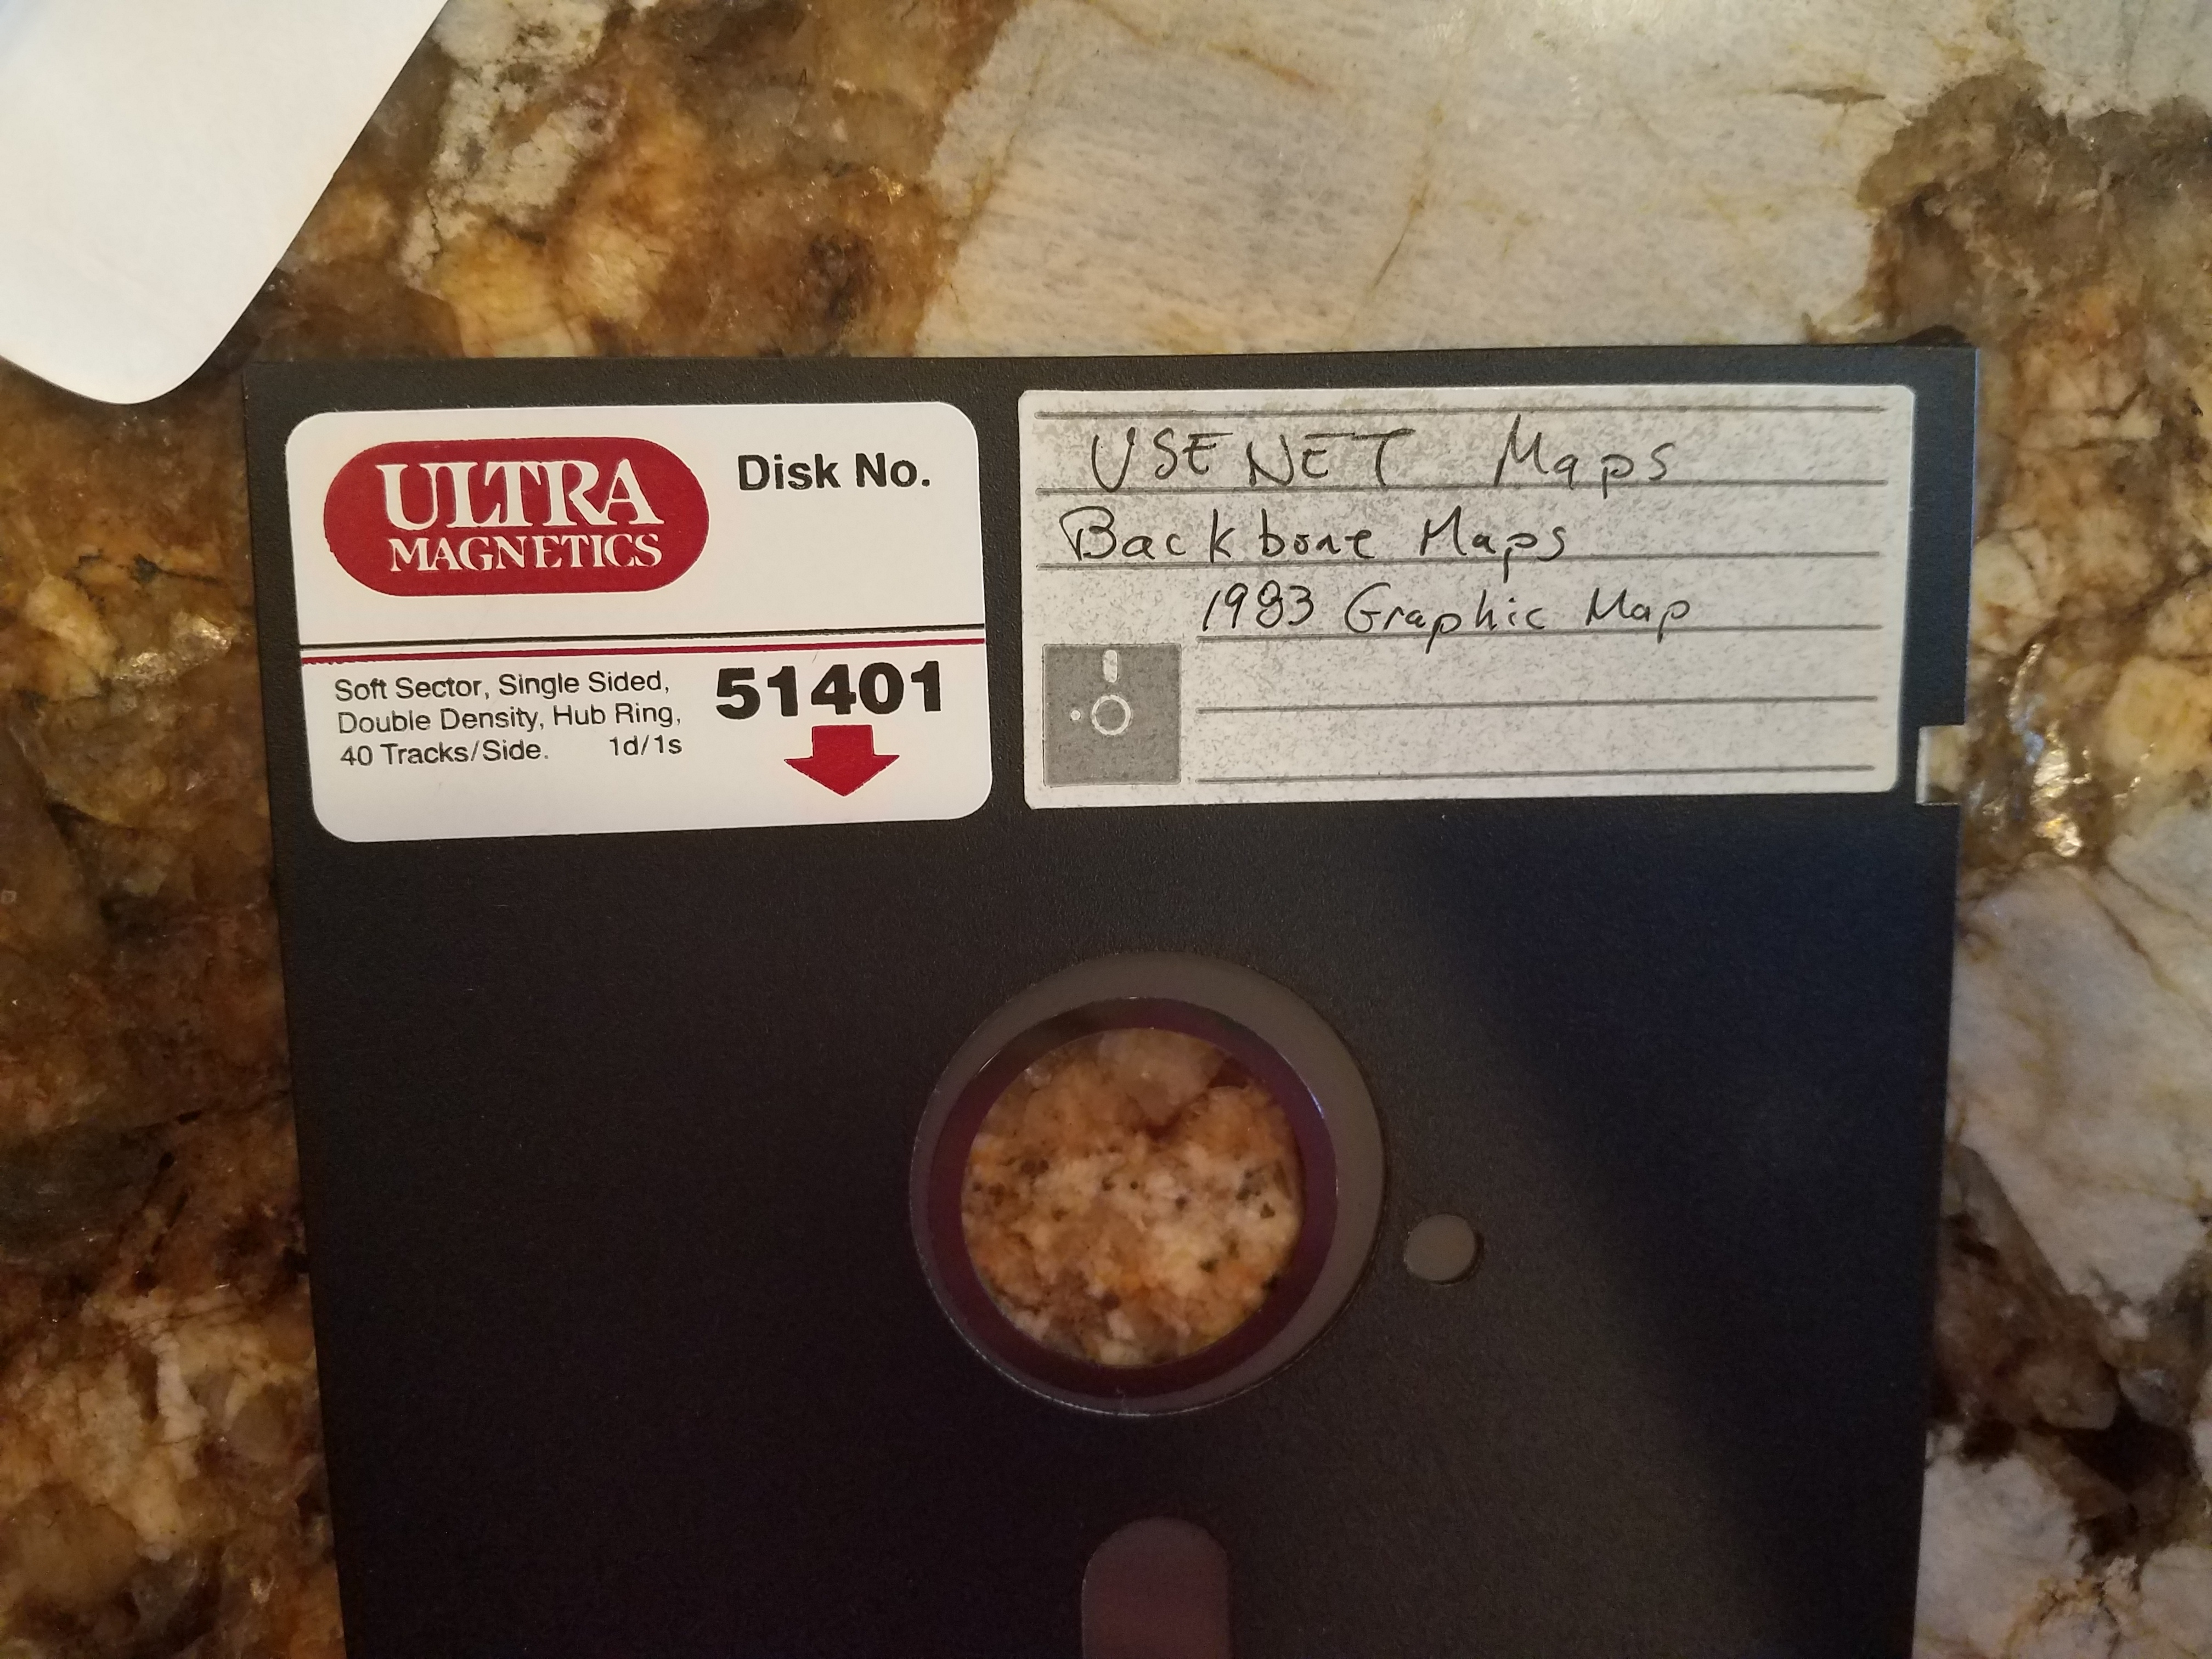 ULTRA
MAGNETICS
Disk No.
Soft Sector, Single Sided,
Double Density, Hub Ring,
40 Tracks/Side. 1d/1s
51401
USENET Maps
Backbone Maps
1983 Graphic Map